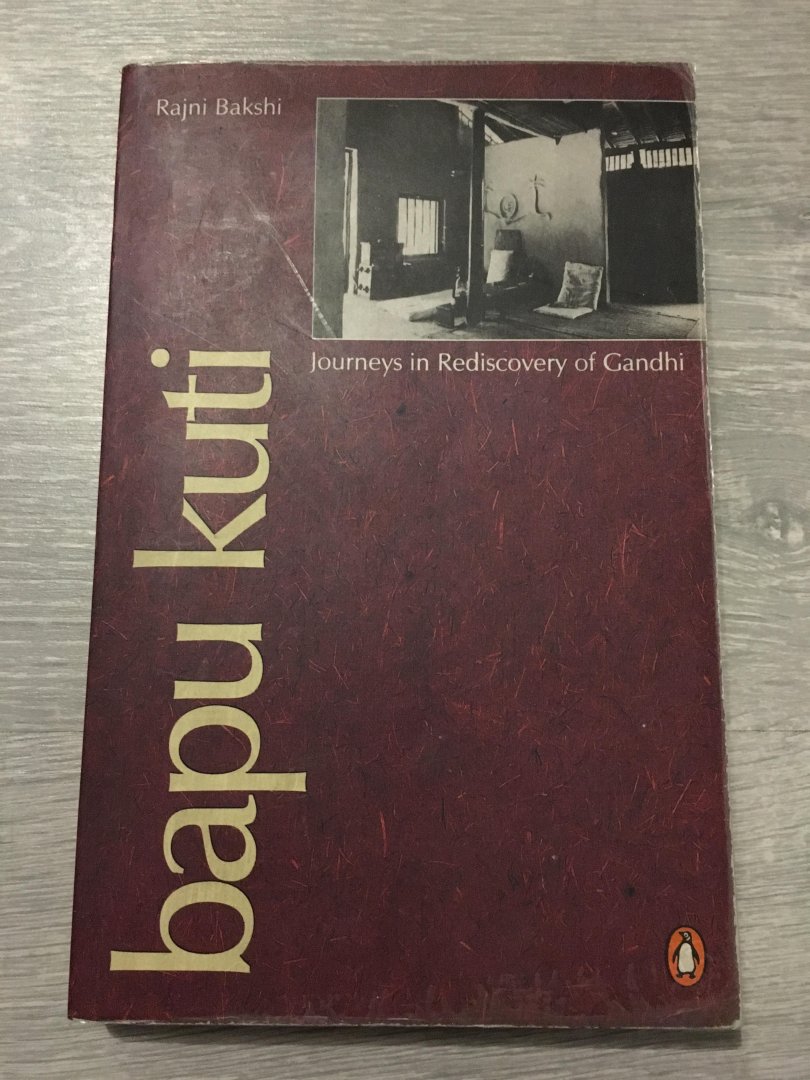 Rajni Bakshi
Journeys in Rediscovery of Gandhi
bapu kuti